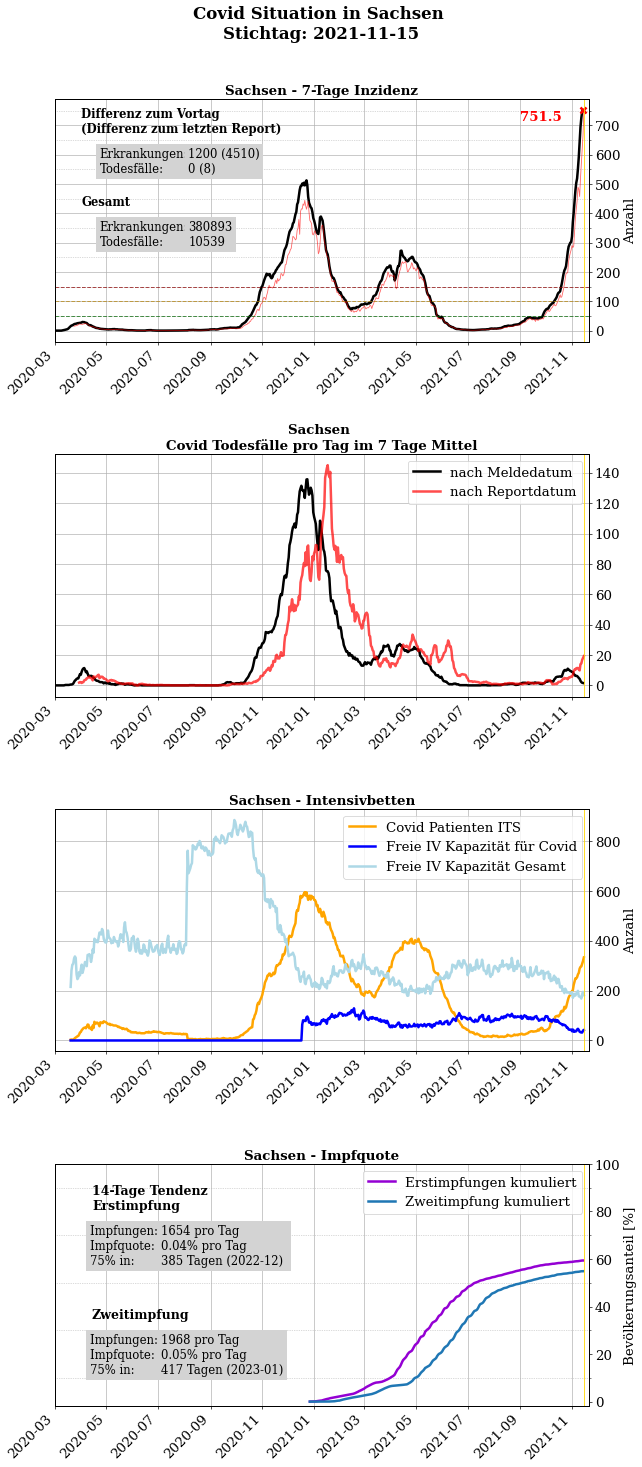 Covid Situation in Sachsen
Stichtag: 2021-11-15
Sachsen - 7-Tage Inzidenz
Differenz zum Vortag
(Differenz zum letzten Report)
Erkrankungen 1200 (4510)
Todesfälle: 0 (8)
Gesamt
Erkrankungen 380893
Todesfälle: 10539
751.5
700
600
500
400
300
200
100
0
Anzahl
2020-03 2020-05 2020-07 2020-09 2020-11 2021-01 2021-03 2021-05 2021-07 2021-09 2021-11
Sachsen
Covid Todesfälle pro Tag im 7 Tage Mittel
nach Meldedatum
nach Reportdatum
140
120
100
80
60
40
20
0
2020-03 2020-05 2020-07 2020-09 2020-11 2021-01 2021-03 2021-05 2021-07 2021-09 2021-11
Sachsen - Intensivbetten
Covid Patienten ITS
Freie IV Kapazität für Covid
Freie IV Kapazität Gesamt
800
600
400
200
0
Anzahl
2020-03 2020-05 2020-07 2020-09 2020-11 2021-01 2021-03 2021-05 2021-07 2021-09 2021-11
Sachsen - Impfquote
14-Tage Tendenz
Erstimpfung
Impfungen: 1654 pro Tag
Impfquote: 0.04% pro Tag
75% in: 385 Tagen (2022-12)
Zweitimpfung
Impfungen: 1968 pro Tag
Impfquote: 0.05% pro Tag
75% in: 417 Tagen (2023-01)
Erstimpfungen kumuliert
Zweitimpfung kumuliert
100
80
60
40
20
0
Bevölkerungsanteil [%]
2020-03 2020-05 2020-07 2020-09 2020-11 2021-01 2021-03 2021-05 2021-07 2021-09 2021-11